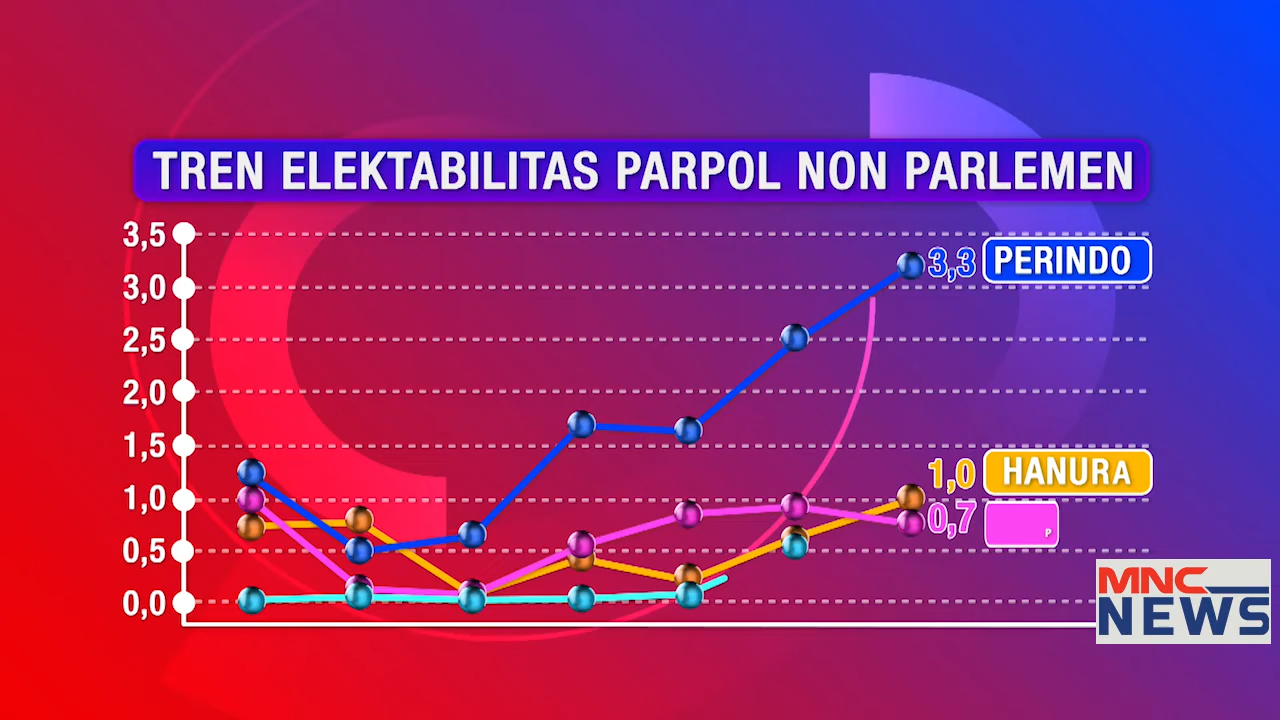 TREN ELEKTABILITAS PARPOL NON PARLEMEN
3,5
3,3 PERINDO
3,0
2,5
2,0
1,5
1,0 HANURA
1,0
0,7 P
0,5
0,0
MNC
NEWS